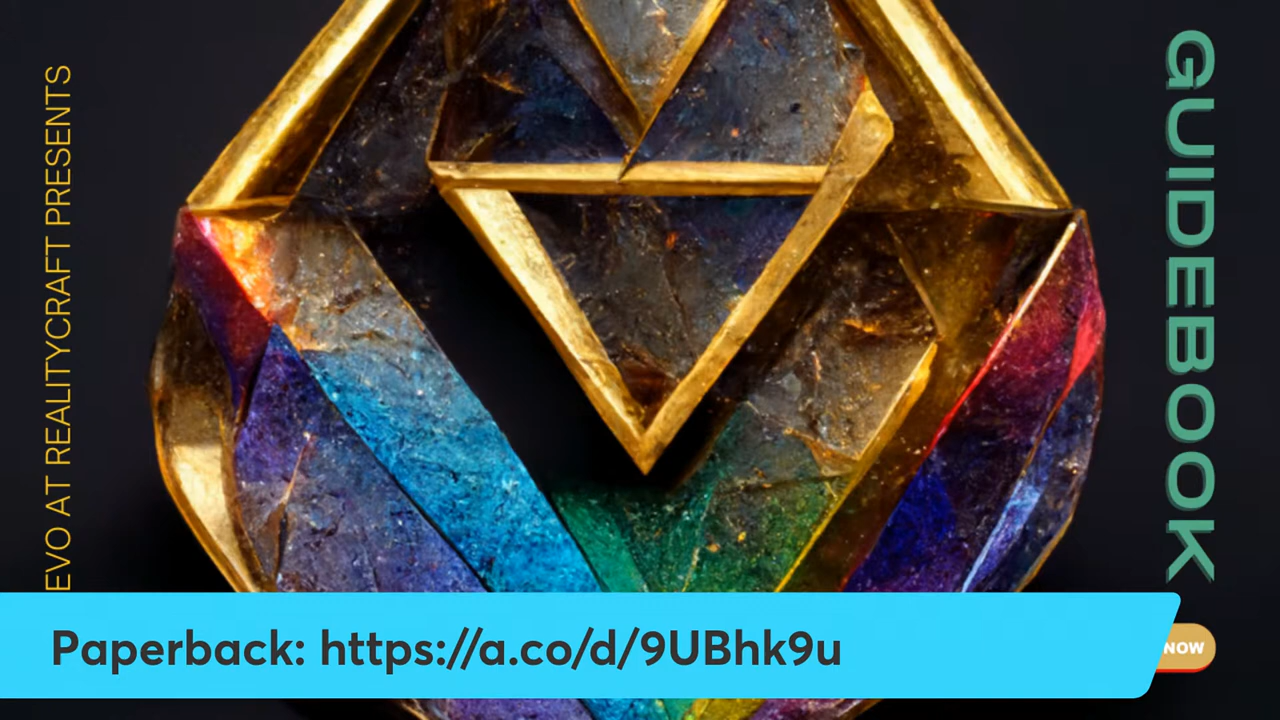 EVO AT REALITYCRAFT PRESENTS
GUIDEBOOK
NOW
Paperback: https://a.co/d/9UBhk9u